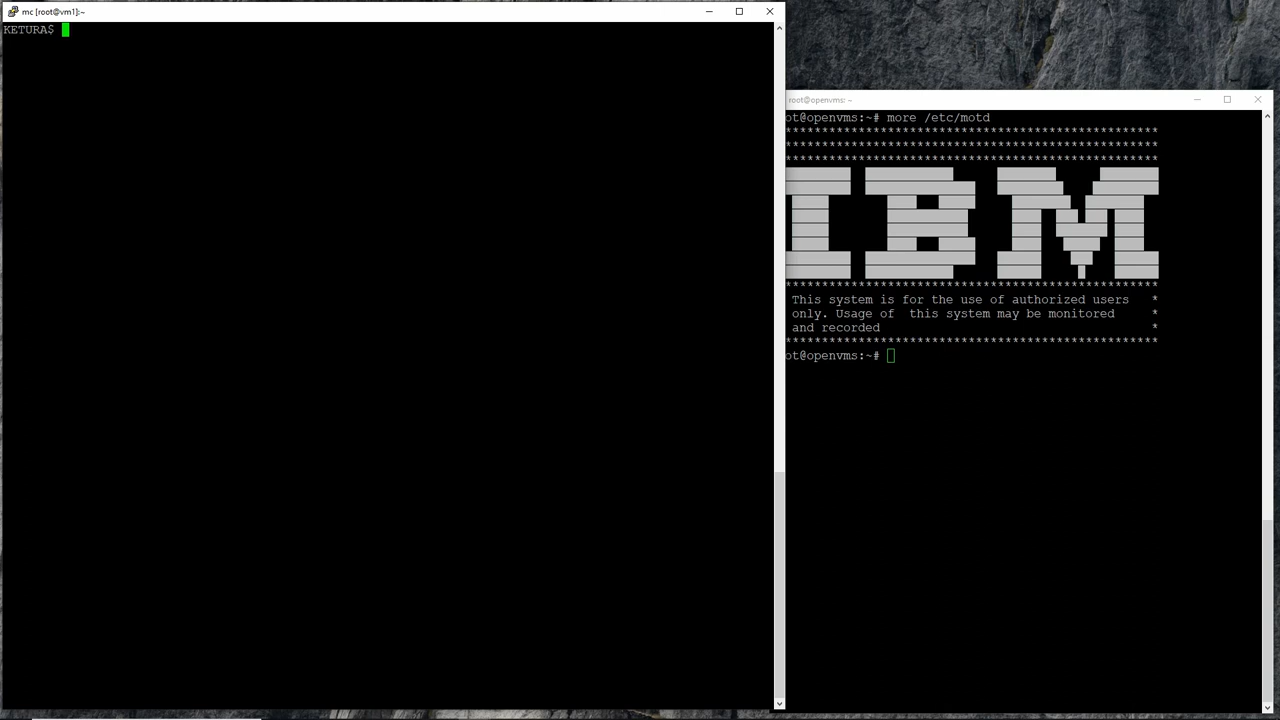 mc [root@vm1]:~
KETURA$
root@openvms: ~
ot@openvms:~# more /etc/motd
***************************************************
***************************************************
***************************************************
IBM
***************************************************
This system is for the use of authorized users *
only. Usage of  this system may be monitored *
and recorded *
***************************************************
ot@openvms:~#